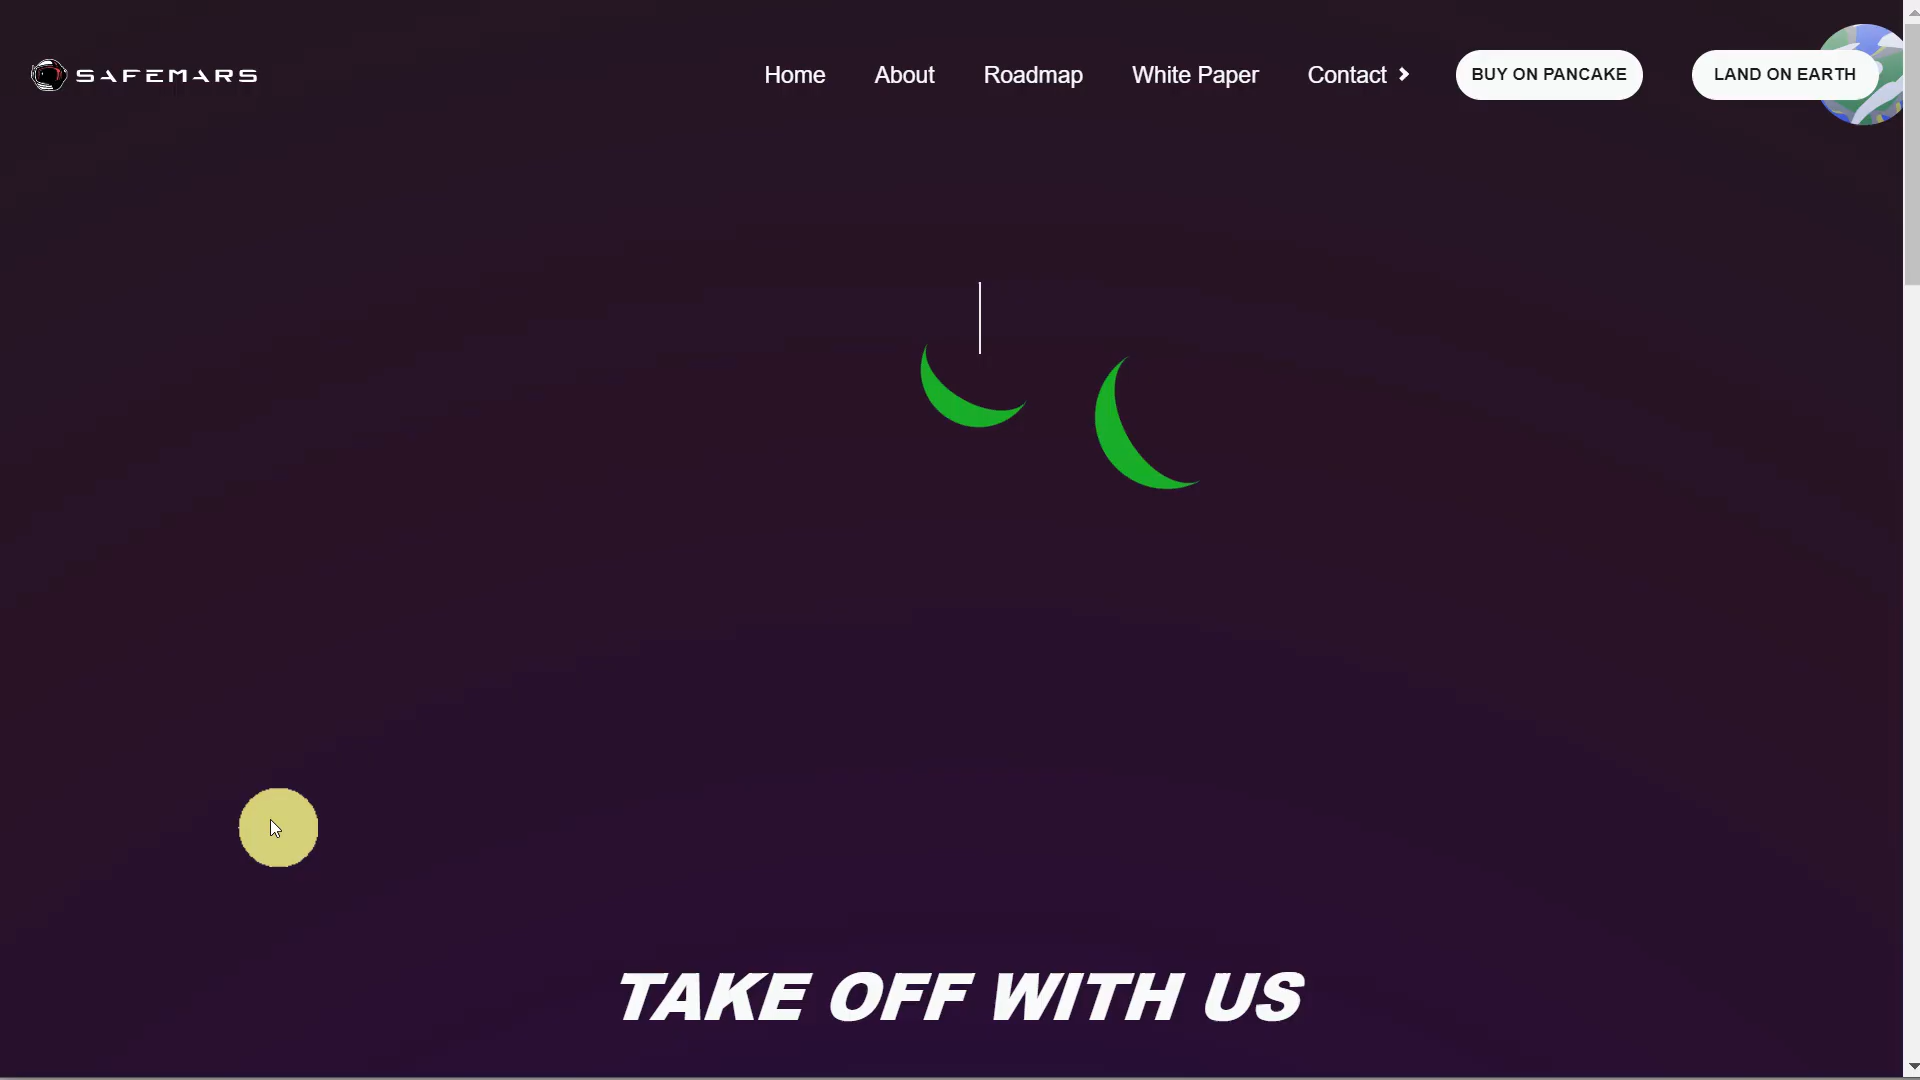 SAFEMARS
Home
About
Roadmap
White Paper
Contact
BUY ON PANCAKE
LAND ON EARTH
TAKE OFF WITH US